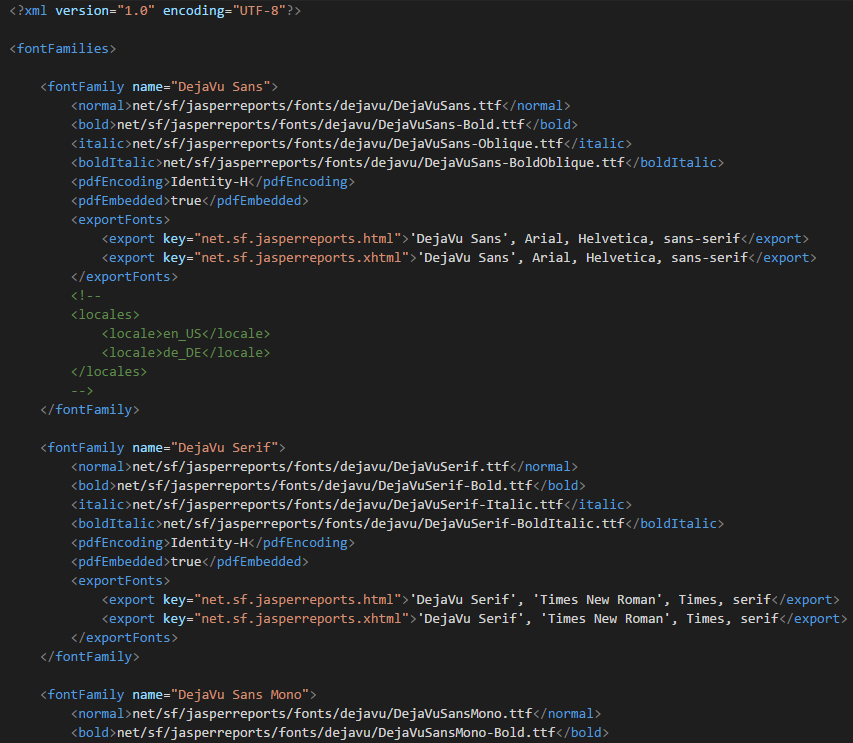 <?xml version="1.0" encoding="UTF-8"?>
<fontFamilies>
<fontFamily name="DejaVu Sans">
<normal>net/sf/jasperreports/fonts/dejavu/DejaVuSans.ttf</normal>
<bold>net/sf/jasperreports/fonts/dejavu/DejaVuSans-Bold.ttf</bold>
<italic>net/sf/jasperreports/fonts/dejavu/DejaVuSans-Oblique.ttf</italic>
<boldItalic>net/sf/jasperreports/fonts/dejavu/DejaVuSans-BoldOblique.ttf</boldItalic>
<pdfEncoding>Identity-H</pdfEncoding>
<pdfEmbedded>true</pdfEmbedded>
<exportFonts>
<export key="net.sf.jasperreports.html">'DejaVu Sans', Arial, Helvetica, sans-serif</export>
<export key="net.sf.jasperreports.xhtml">'DejaVu Sans', Arial, Helvetica, sans-serif</export>
</exportFonts>
<!--
<locales>
<locale>en_US</locale>
<locale>de_DE</locale>
</locales>
-->
</fontFamily>
<fontFamily name="DejaVu Serif">
<normal>net/sf/jasperreports/fonts/dejavu/DejaVuSerif.ttf</normal>
<bold>net/sf/jasperreports/fonts/dejavu/DejaVuSerif-Bold.ttf</bold>
<italic>net/sf/jasperreports/fonts/dejavu/DejaVuSerif-Italic.ttf</italic>
<boldItalic>net/sf/jasperreports/fonts/dejavu/DejaVuSerif-BoldItalic.ttf</boldItalic>
<pdfEncoding>Identity-H</pdfEncoding>
<pdfEmbedded>true</pdfEmbedded>
<exportFonts>
<export key="net.sf.jasperreports.html">'DejaVu Serif', 'Times New Roman', Times, serif</export>
<export key="net.sf.jasperreports.xhtml">'DejaVu Serif', 'Times New Roman', Times, serif</export>
</exportFonts>
</fontFamily>
<fontFamily name="DejaVu Sans Mono">
<normal>net/sf/jasperreports/fonts/dejavu/DejaVuSansMono.ttf</normal>
<bold>net/sf/jasperreports/fonts/dejavu/DejaVuSansMono-Bold.ttf</bold>